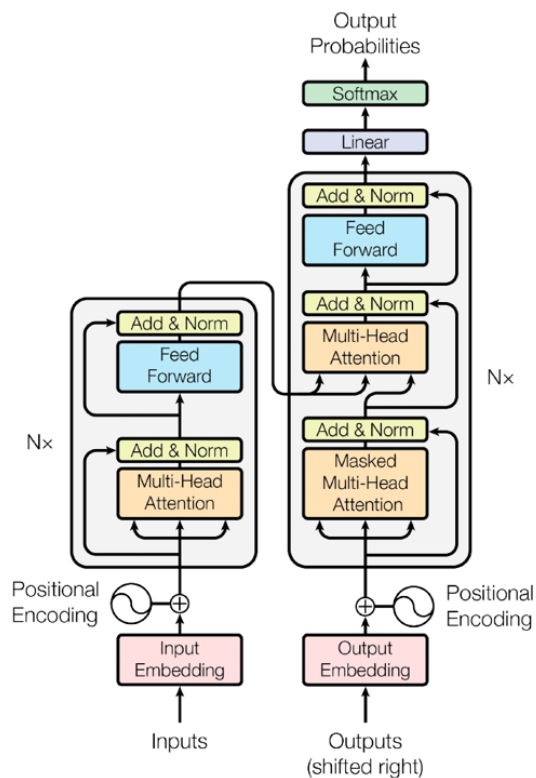 Output
Probabilities
Softmax
Linear
Add & Norm
Feed
Forward
Add & Norm
Multi-Head
Attention
Add & Norm
Masked
Multi-Head
Attention
N×
Add & Norm
Feed
Forward
Add & Norm
Multi-Head
Attention
N×
Positional
Encoding
Positional
Encoding
Input
Embedding
Output
Embedding
Inputs
Outputs
(shifted right)